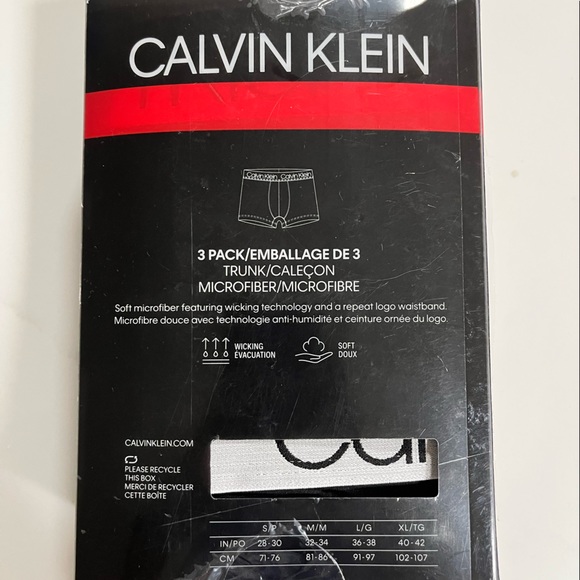 CALVIN KLEIN
Calvin Klein Calvin Klein
3 PACK/EMBALLAGE DE 3
TRUNK/CALEÇON
MICROFIBER/MICROFIBRE
Soft microfiber featuring wicking technology and a repeat logo waistband.
Microfibre douce avec technologie anti-humidité et ceinture ornée du logo.
WICKING
ÉVACUATION
SOFT
DOUX
CALVINKLEIN.COM
PLEASE RECYCLE
THIS BOX
MERCI DE RECYCLER
CETTE BOÎTE
Cal
S/P M/M L/G XL/TG
IN/PO 28-30 32-34 36-38 40-42
CM 71-76 81-86 91-97 102-107